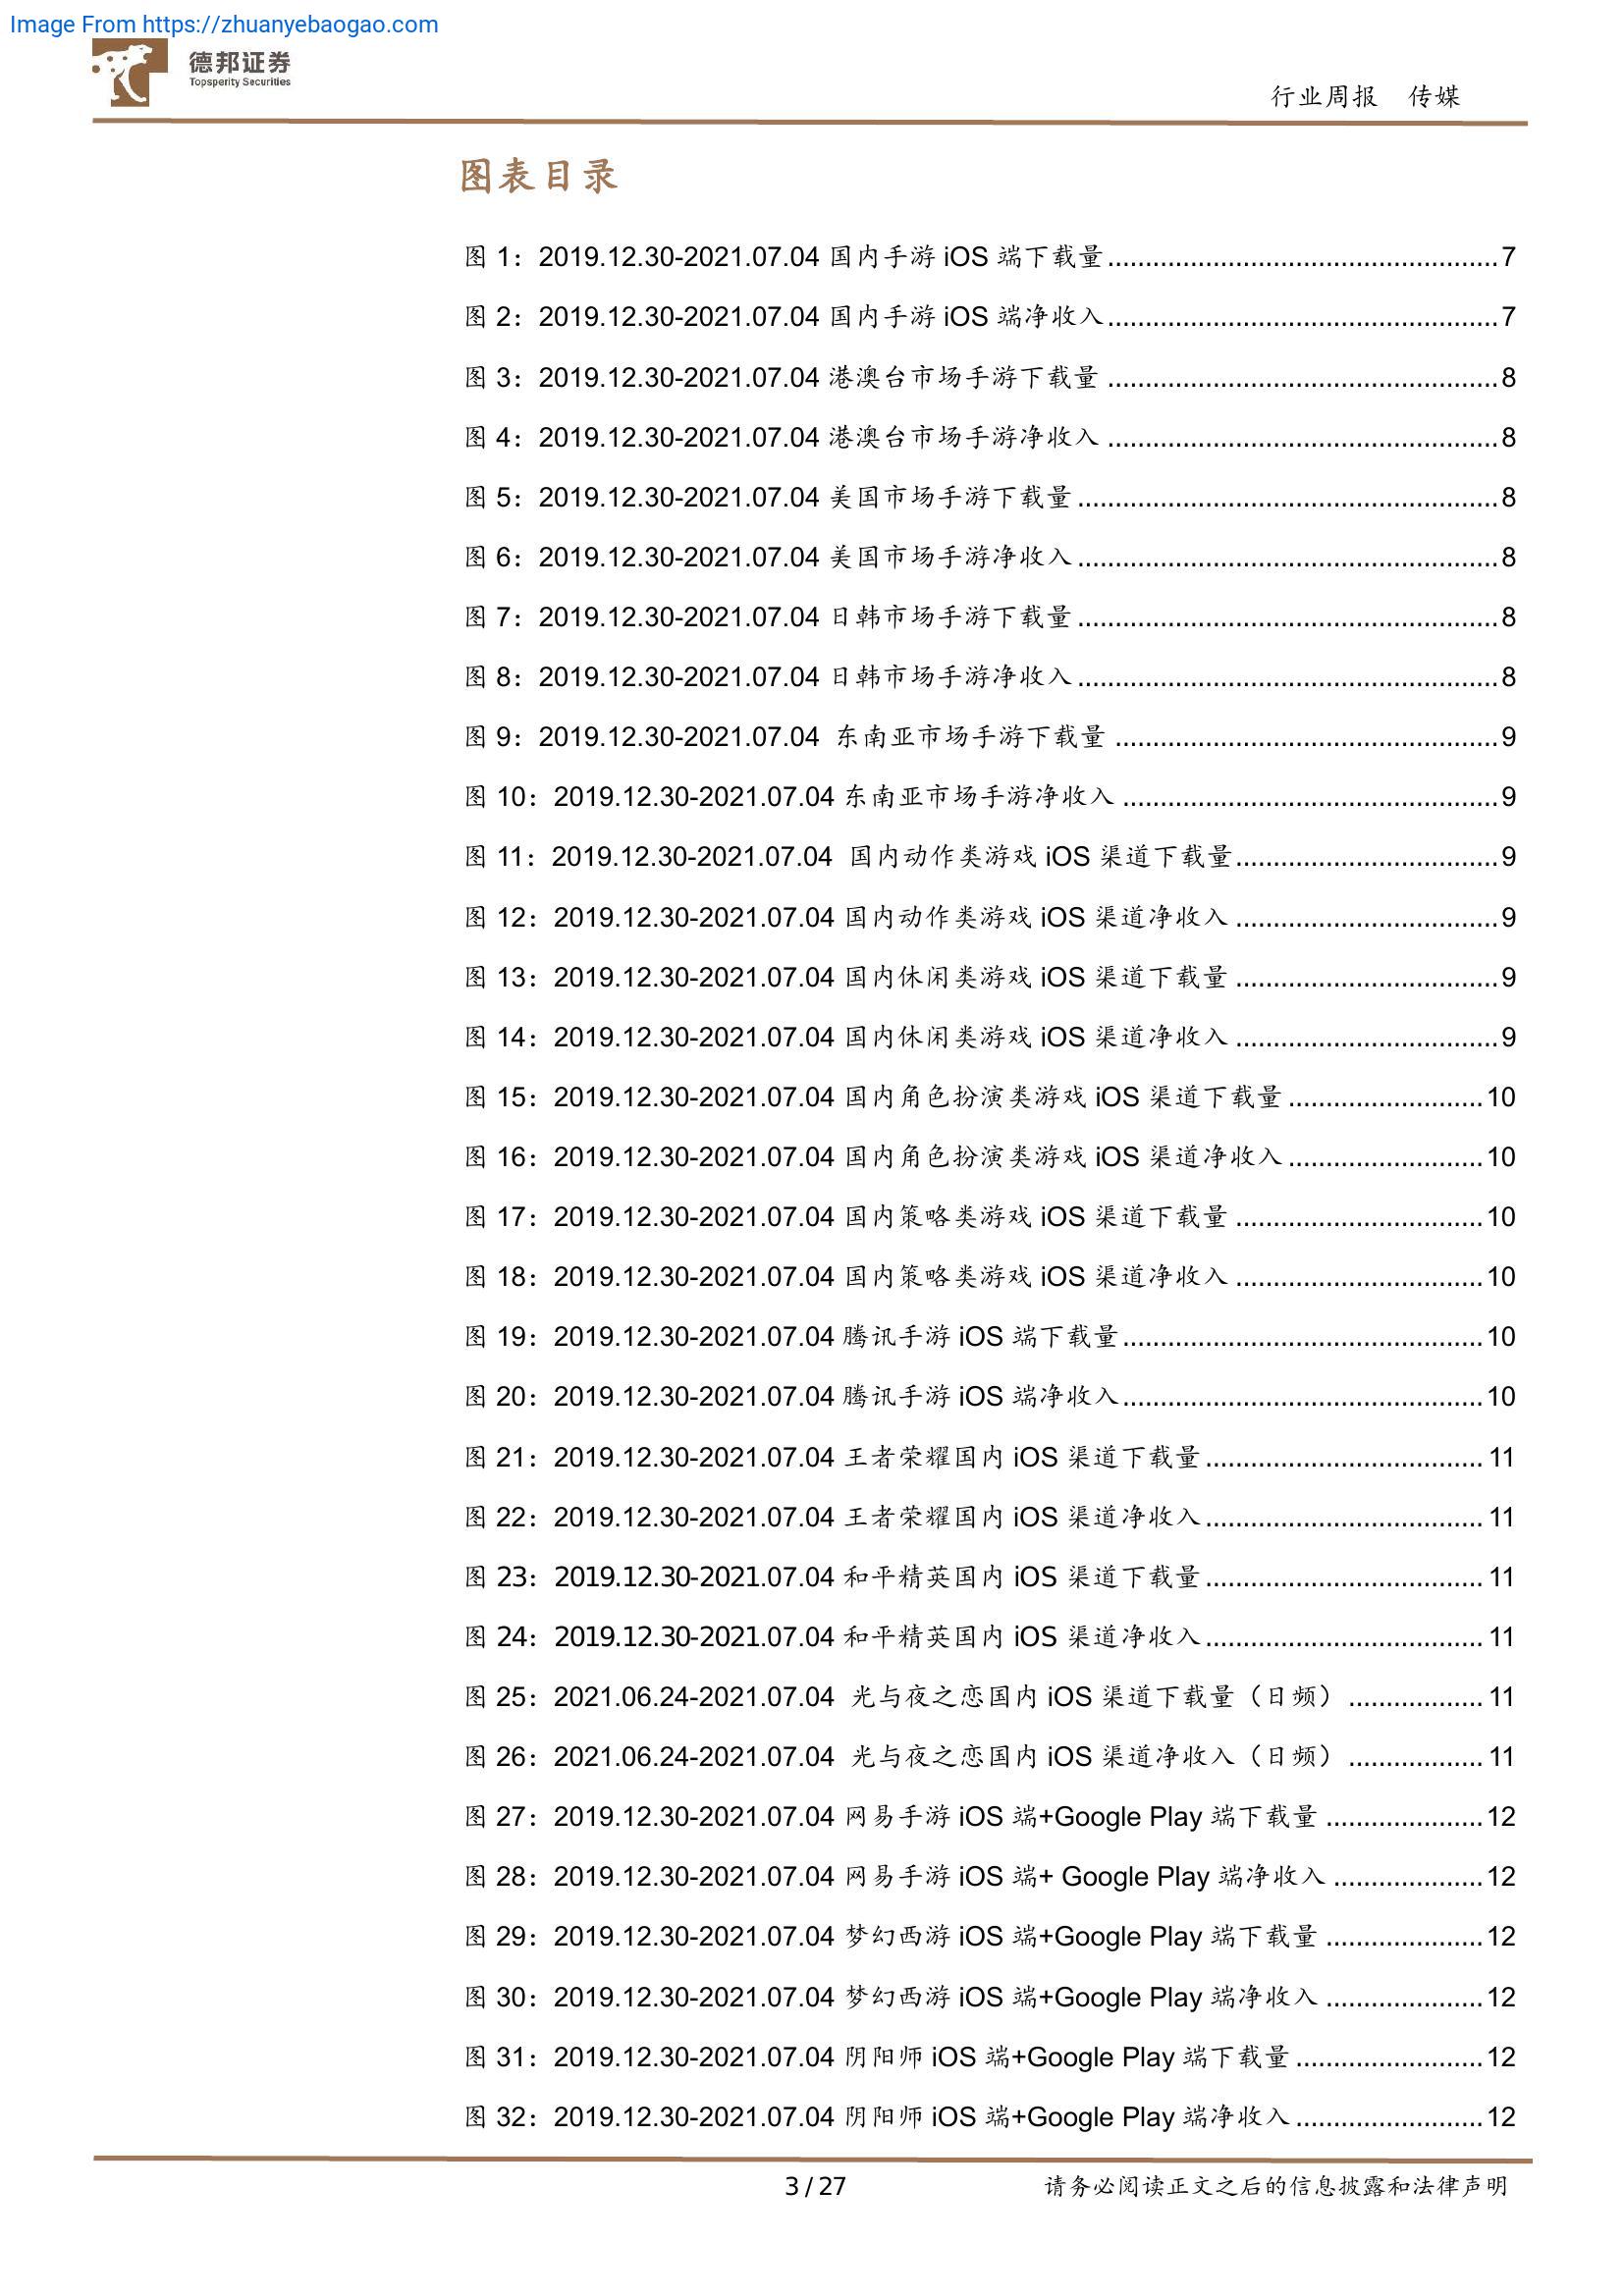 Image From https://zhuanyebaogao.com
德邦证券
Topsperity Securities
行业周报 传媒
图表目录
图 1：2019.12.30-2021.07.04 国内手游 iOS 端下载量....................................................7
图 2：2019.12.30-2021.07.04 国内手游 iOS 端净收入....................................................7
图 3：2019.12.30-2021.07.04 港澳台市场手游下载量 ....................................................8
图 4：2019.12.30-2021.07.04 港澳台市场手游净收入 ....................................................8
图 5：2019.12.30-2021.07.04 美国市场手游下载量 ........................................................8
图 6：2019.12.30-2021.07.04 美国市场手游净收入 ........................................................8
图 7：2019.12.30-2021.07.04 日韩市场手游下载量 ........................................................8
图 8：2019.12.30-2021.07.04 日韩市场手游净收入 ........................................................8
图 9：2019.12.30-2021.07.04 东南亚市场手游下载量 ...................................................9
图 10：2019.12.30-2021.07.04 东南亚市场手游净收入 ..................................................9
图 11：2019.12.30-2021.07.04 国内动作类游戏 iOS 渠道下载量...................................9
图 12：2019.12.30-2021.07.04 国内动作类游戏 iOS 渠道净收入 ...................................9
图 13：2019.12.30-2021.07.04 国内休闲类游戏 iOS 渠道下载量 ...................................9
图 14：2019.12.30-2021.07.04 国内休闲类游戏 iOS 渠道净收入 ...................................9
图 15：2019.12.30-2021.07.04 国内角色扮演类游戏 iOS 渠道下载量 ..........................10
图 16：2019.12.30-2021.07.04 国内角色扮演类游戏 iOS 渠道净收入 ..........................10
图 17：2019.12.30-2021.07.04 国内策略类游戏 iOS 渠道下载量 .................................10
图 18：2019.12.30-2021.07.04 国内策略类游戏 iOS 渠道净收入 .................................10
图 19：2019.12.30-2021.07.04 腾讯手游 iOS 端下载量................................................10
图 20：2019.12.30-2021.07.04 腾讯手游 iOS 端净收入................................................10
图 21：2019.12.30-2021.07.04 王者荣耀国内 iOS 渠道下载量.....................................11
图 22：2019.12.30-2021.07.04 王者荣耀国内 iOS 渠道净收入.....................................11
图 23：2019.12.30-2021.07.04 和平精英国内 iOS 渠道下载量.....................................11
图 24：2019.12.30-2021.07.04 和平精英国内 iOS 渠道净收入.....................................11
图 25：2021.06.24-2021.07.04 光与夜之恋国内 iOS 渠道下载量（日频） ..................11
图 26：2021.06.24-2021.07.04 光与夜之恋国内 iOS 渠道净收入（日频） ..................11
图 27：2019.12.30-2021.07.04 网易手游 iOS 端+Google Play 端下载量 .....................12
图 28：2019.12.30-2021.07.04 网易手游 iOS 端+ Google Play 端净收入 ....................12
图 29：2019.12.30-2021.07.04 梦幻西游 iOS 端+Google Play 端下载量 .....................12
图 30：2019.12.30-2021.07.04 梦幻西游 iOS 端+Google Play 端净收入 .....................12
图 31：2019.12.30-2021.07.04 阴阳师 iOS 端+Google Play 端下载量 .........................12
图 32：2019.12.30-2021.07.04 阴阳师 iOS 端+Google Play 端净收入 .........................12
3 / 27 请务必阅读正文之后的信息披露和法律声明